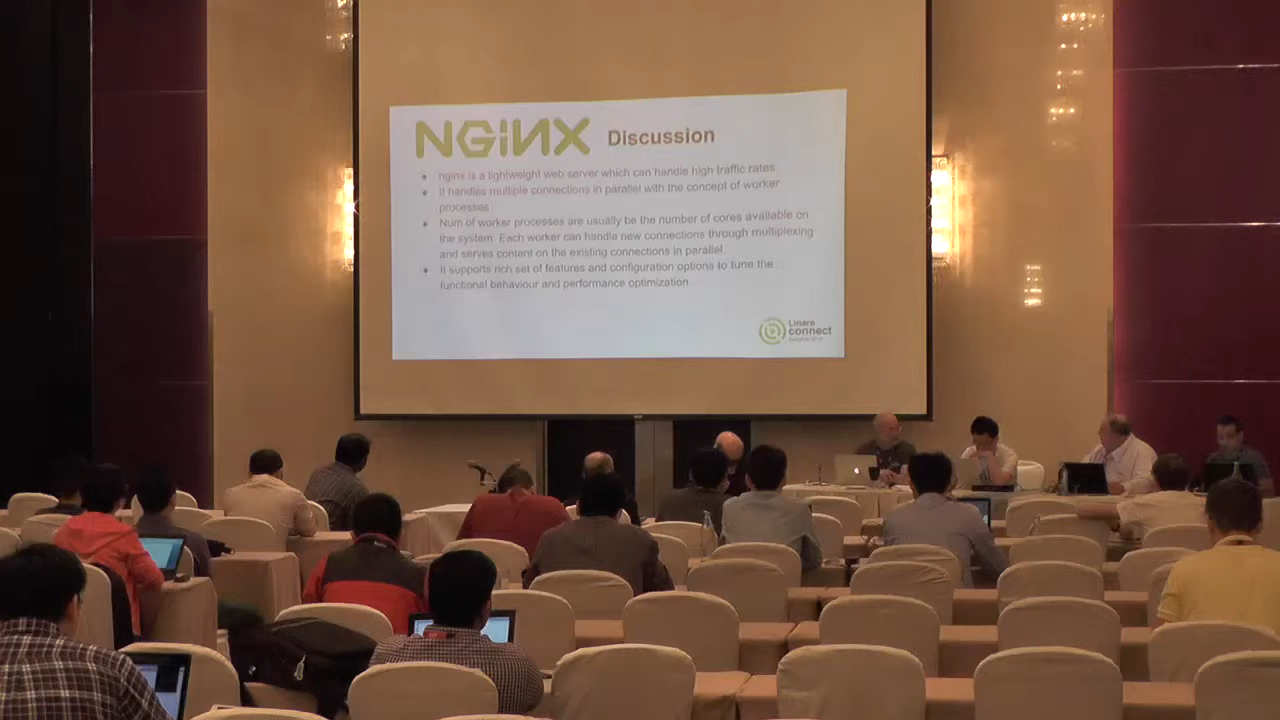 NGiNX Discussion
nginx is a lightweight web server which can handle high traffic rates.
It handles multiple connections in parallel with the concept of worker
processes.
Num of worker processes are usually be the number of cores available on
the system. Each worker can handle new connections through multiplexing
and serves content on the existing connections in parallel.
It supports rich set of features and configuration options to tune the
functional behaviour and performance optimization.
Linaro
connect